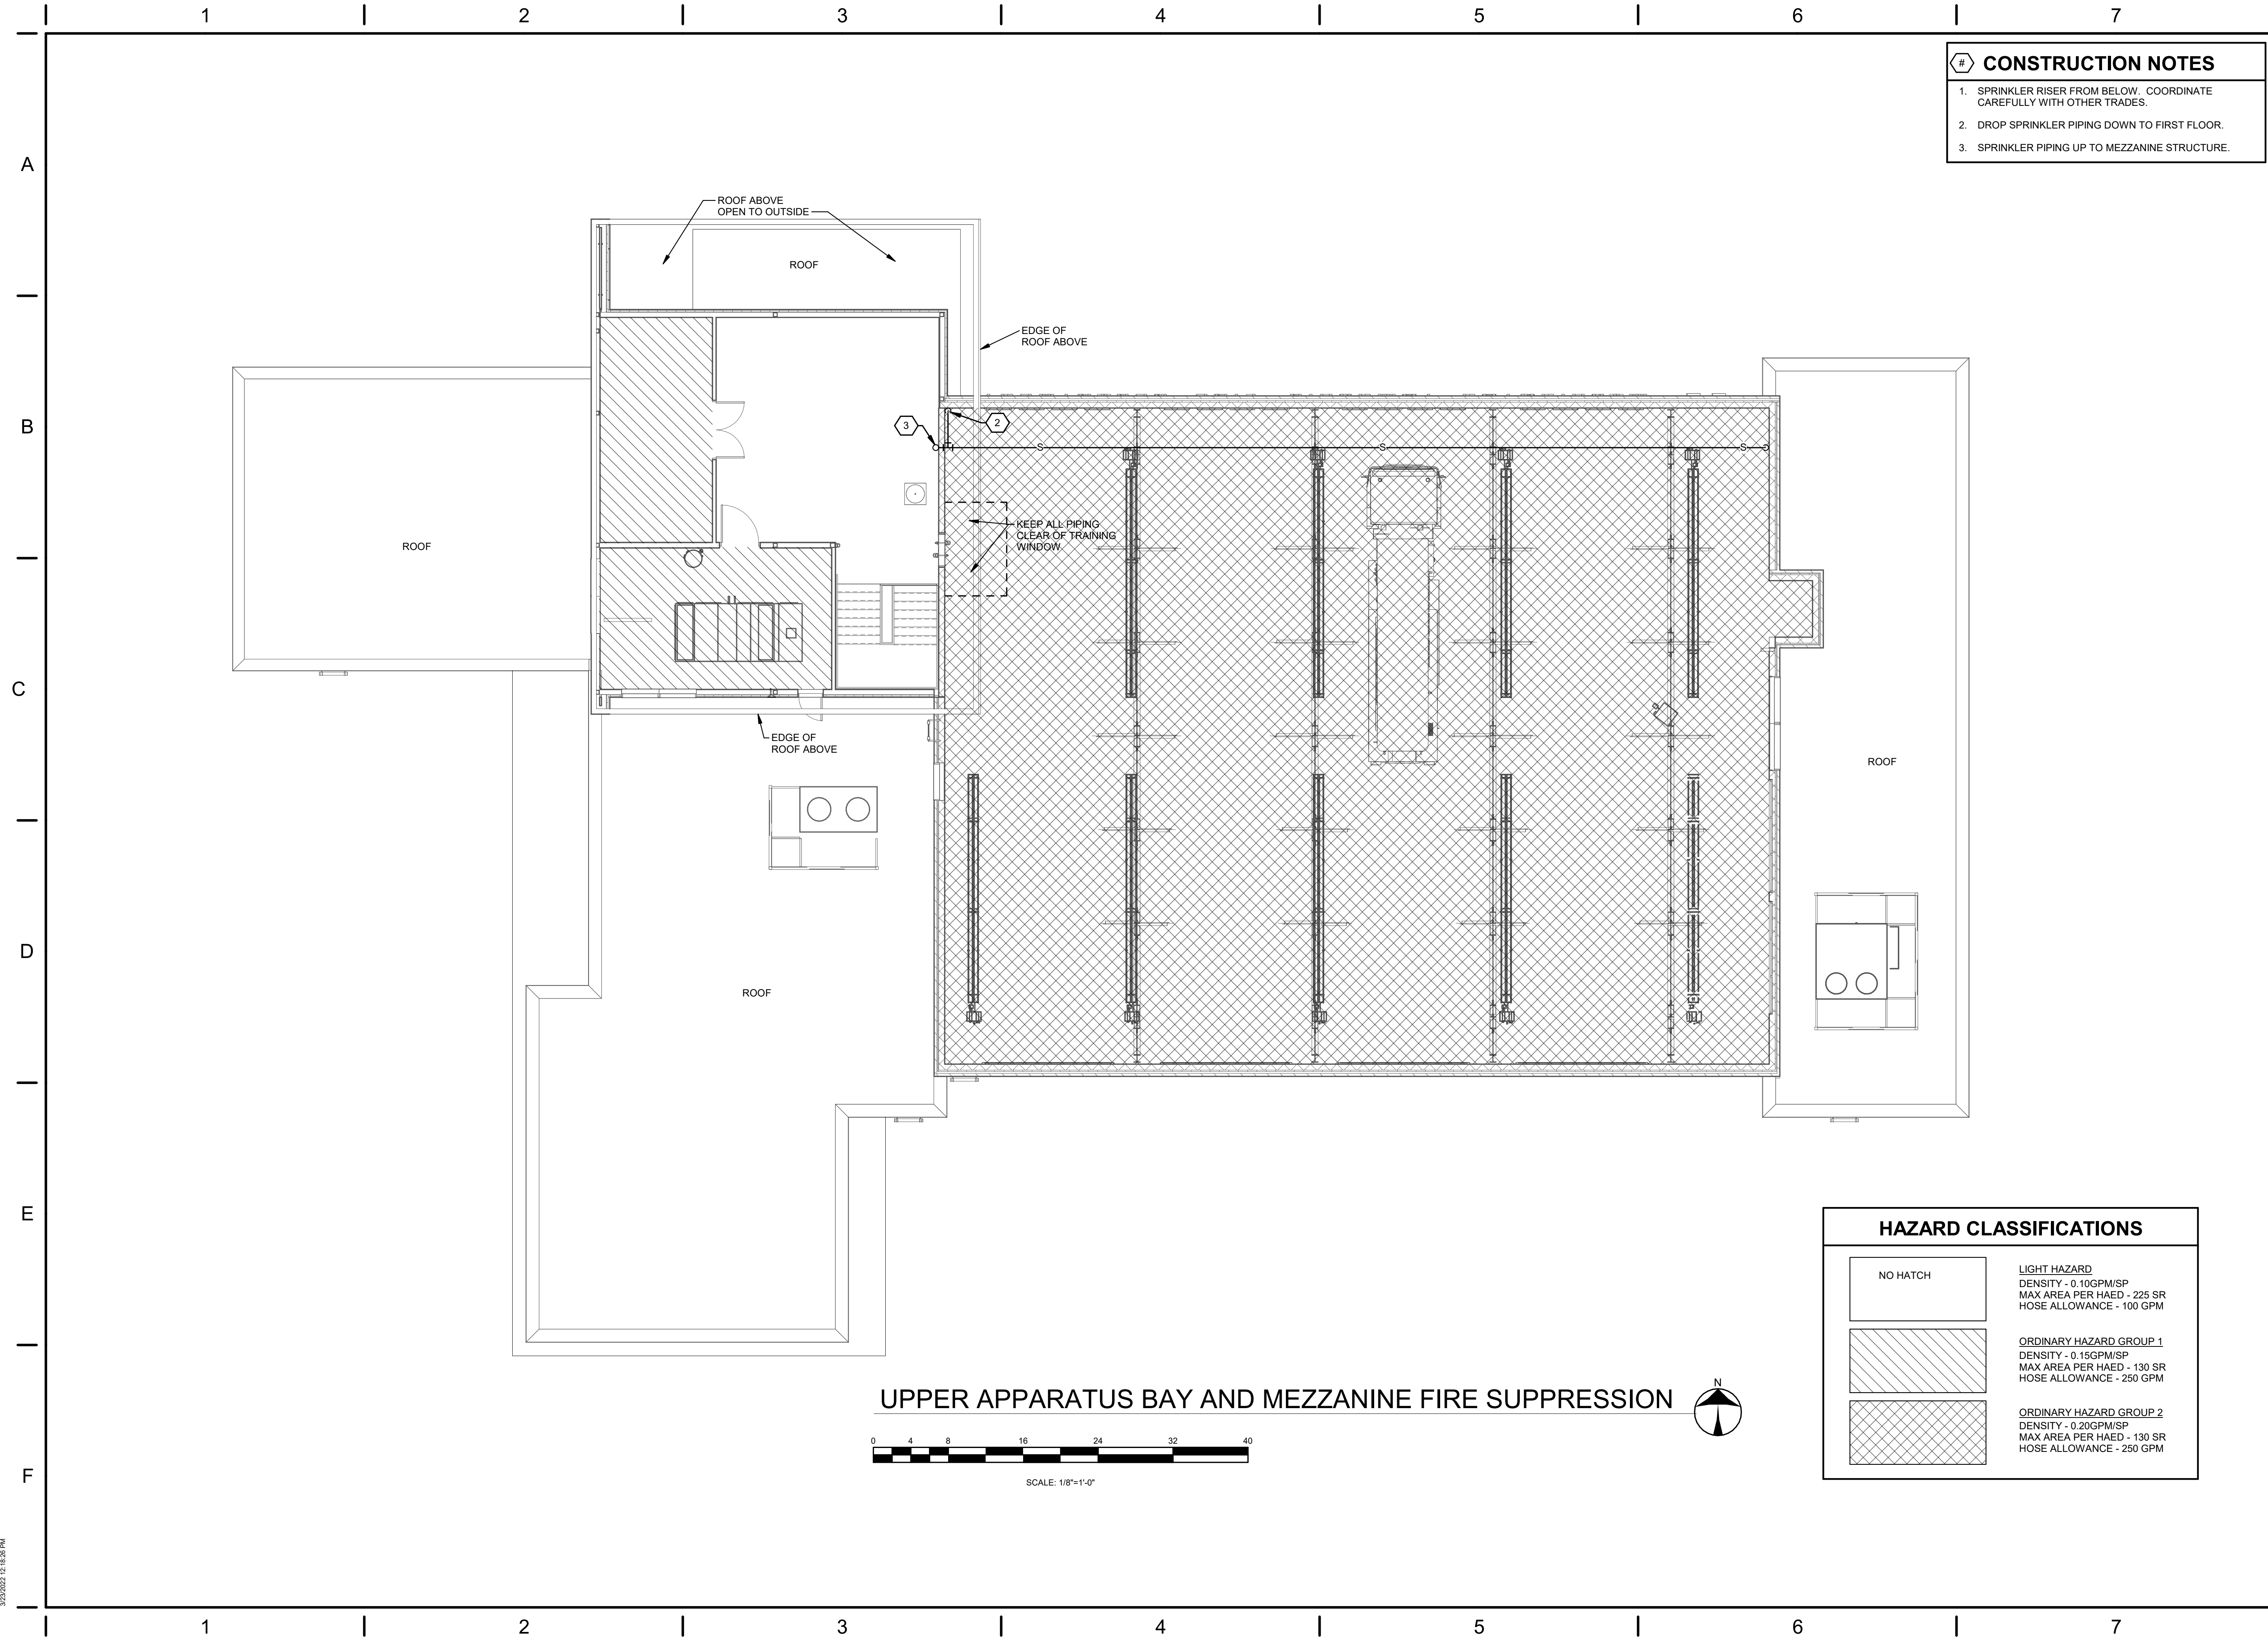 1 2 3 4 5 6 7
# CONSTRUCTION NOTES
1. SPRINKLER RISER FROM BELOW. COORDINATE
CAREFULLY WITH OTHER TRADES.
2. DROP SPRINKLER PIPING DOWN TO FIRST FLOOR.
3. SPRINKLER PIPING UP TO MEZZANINE STRUCTURE.
A
ROOF ABOVE
OPEN TO OUTSIDE
ROOF
EDGE OF
ROOF ABOVE
B
3
2
S S S
KEEP ALL PIPING
CLEAR OF TRAINING
WINDOW
ROOF
C
EDGE OF
ROOF ABOVE
ROOF
D
ROOF
E
HAZARD CLASSIFICATIONS
NO HATCH
LIGHT HAZARD
DENSITY - 0.10GPM/SP
MAX AREA PER HAED - 225 SR
HOSE ALLOWANCE - 100 GPM
ORDINARY HAZARD GROUP 1
DENSITY - 0.15GPM/SP
MAX AREA PER HAED - 130 SR
HOSE ALLOWANCE - 250 GPM
ORDINARY HAZARD GROUP 2
DENSITY - 0.20GPM/SP
MAX AREA PER HAED - 130 SR
HOSE ALLOWANCE - 250 GPM
UPPER APPARATUS BAY AND MEZZANINE FIRE SUPPRESSION
N
0 4 8 16 24 32 40
SCALE: 1/8"=1'-0"
F
3/23/2022 12:18:26 PM
1 2 3 4 5 6 7